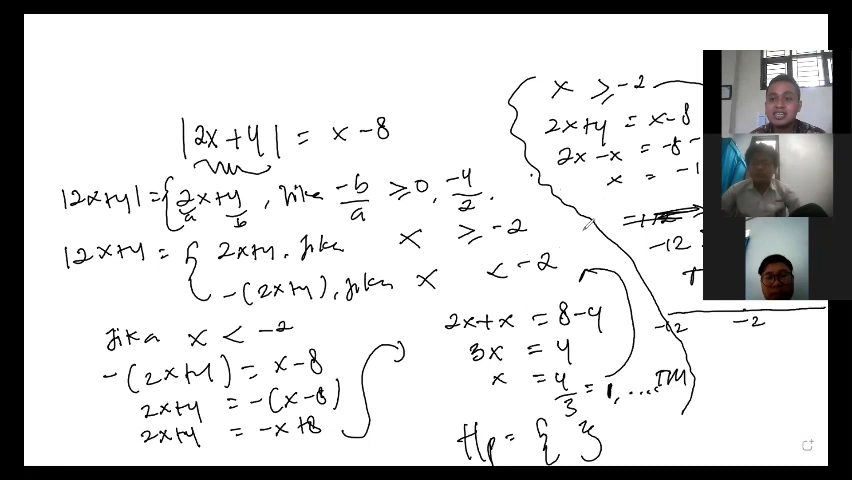 |2x+4| = x-8
|2x+4| = { 2x+4, jika -b/a ≥ 0, -4/2.
a b
|2x+4 = { 2x+4, jika x ≥ -2
-(2x+4), jika x < -2
jika x < -2
-(2x+4) = x-8
2x+4 = -(x-8)
2x+4 = -x+8
2x+x = 8-4
3x = 4
x = 4/3 = 1, .... TM
Hp = { }
x ≥ -2
2x+4 = x-8
2x-x = -8-
x = -1
-12
-12 -2